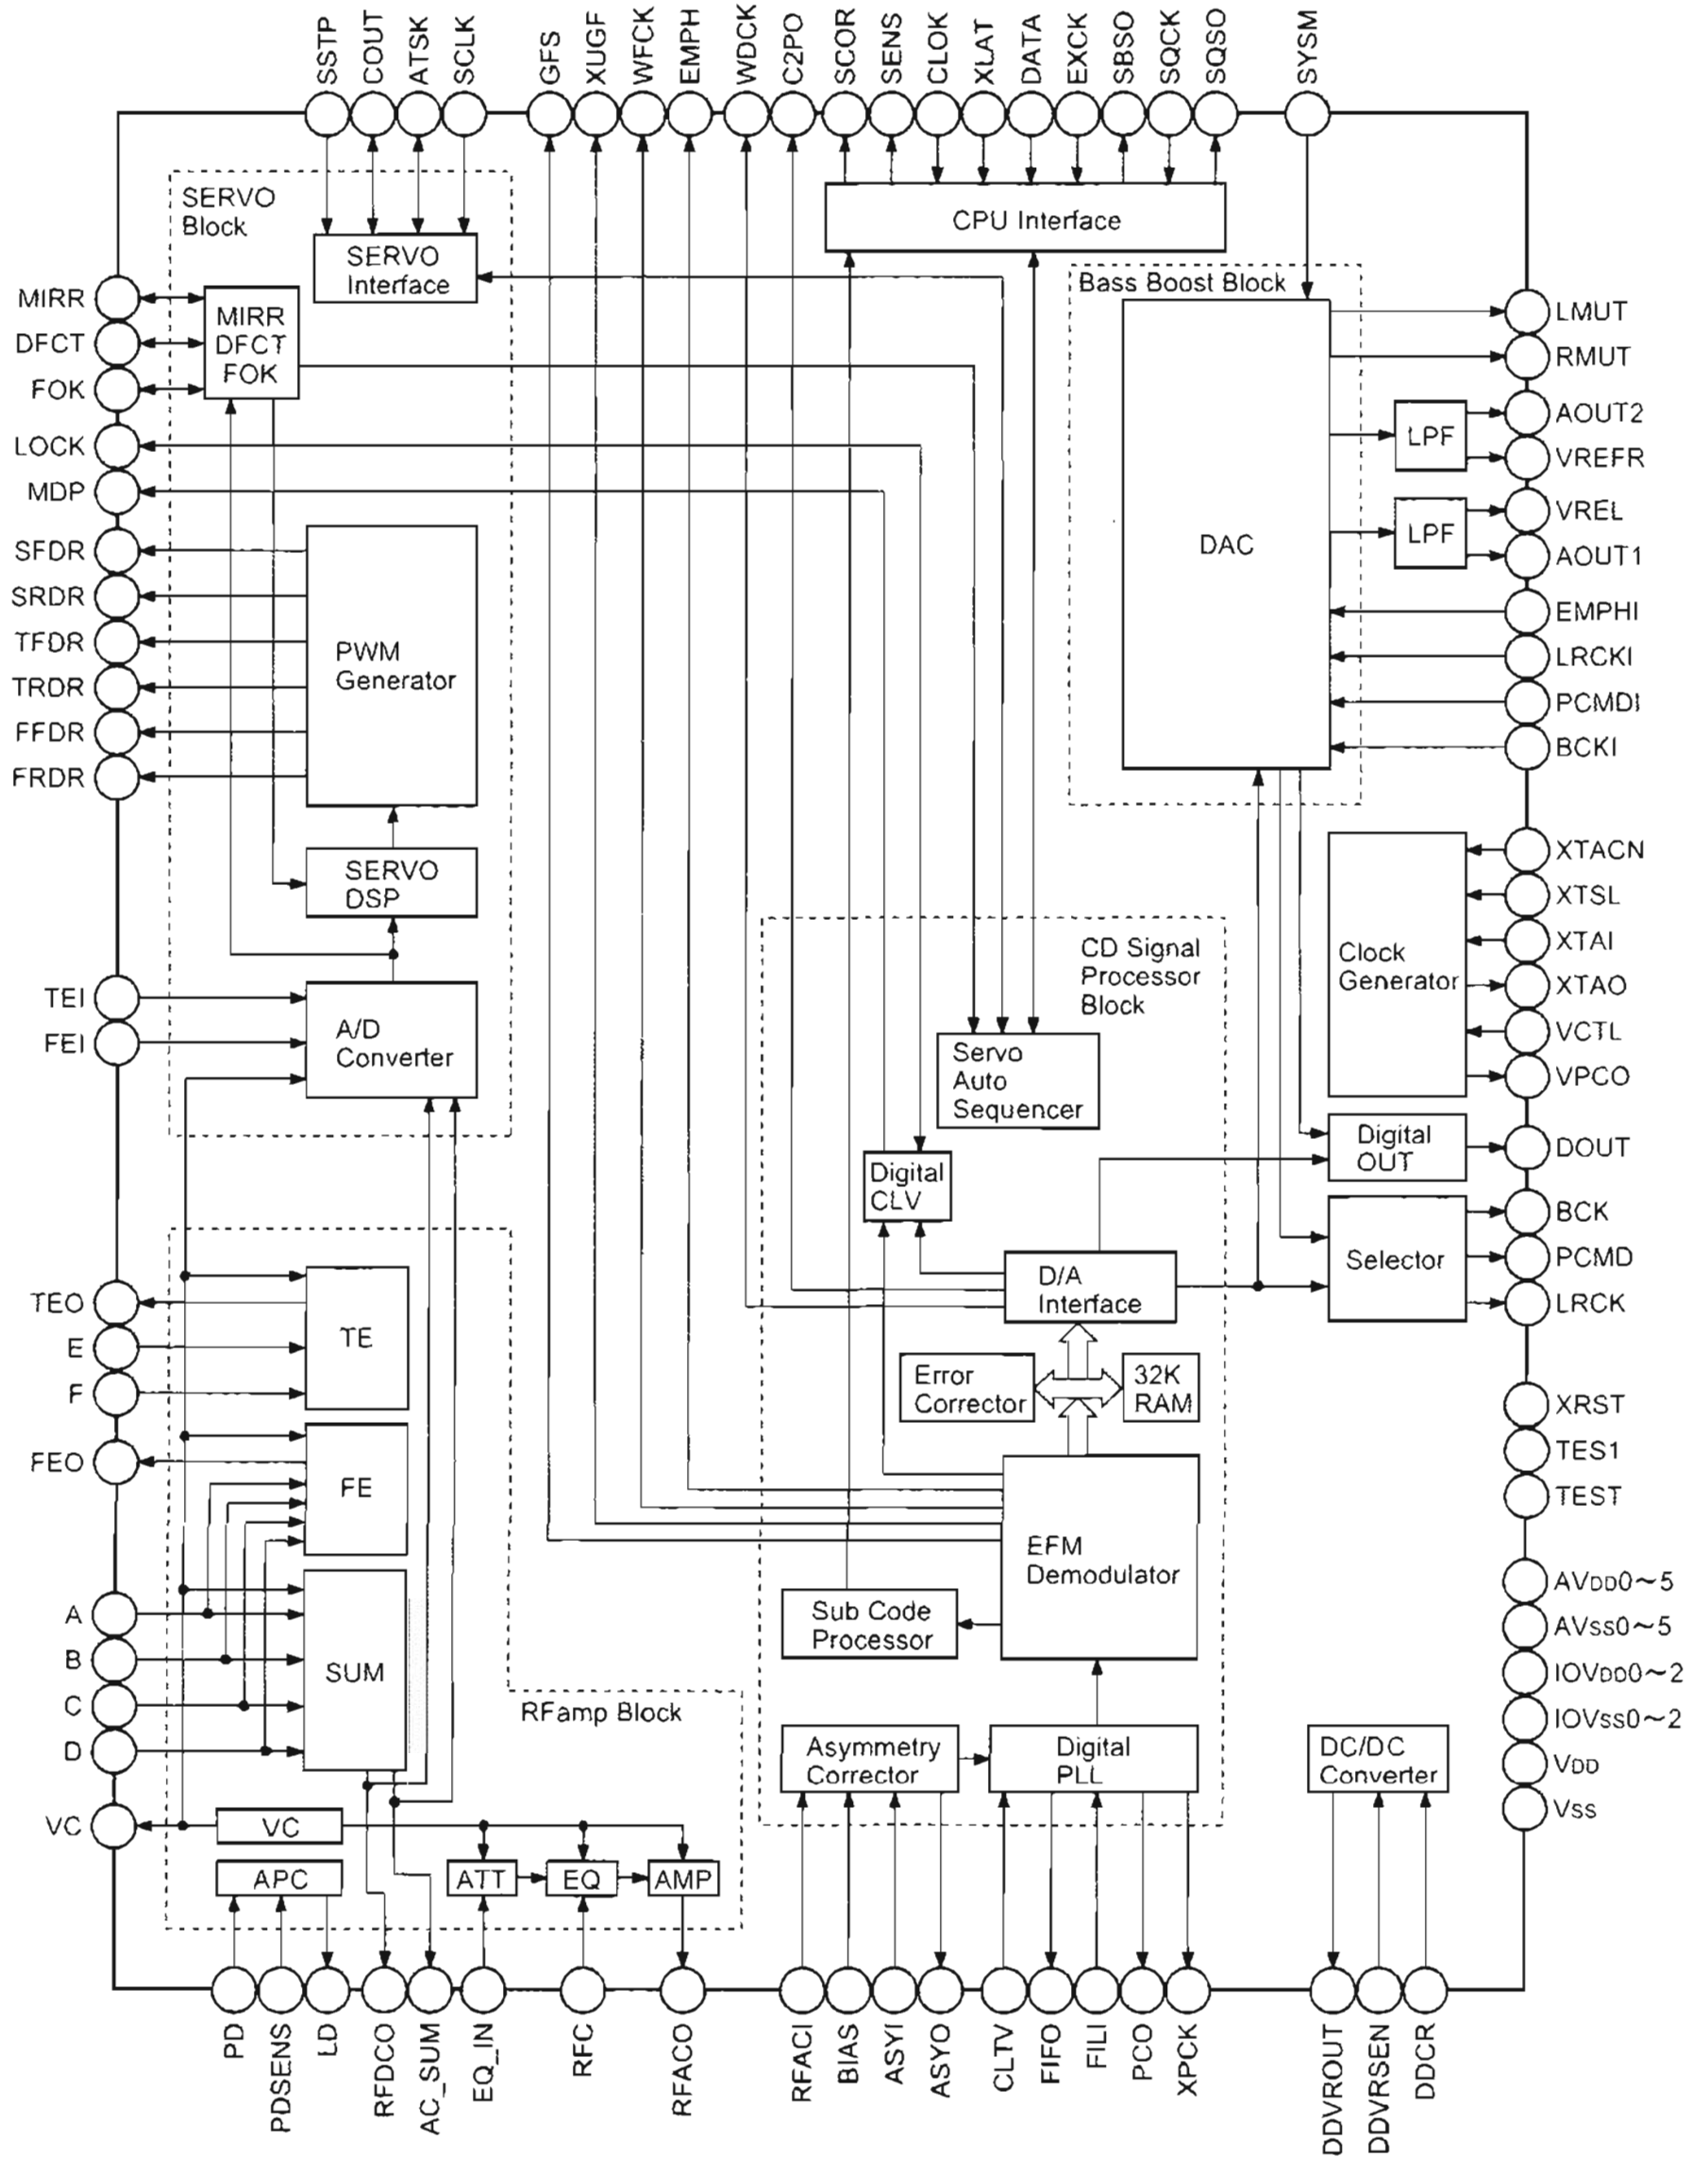 SSTP
COUT
ATSK
SCLK
GFS
XUGF
WFCK
EMPH
WDCK
C2PO
SCOR
SENS
CLOK
XLAT
DATA
EXCK
SBSO
SQCK
SQSO
SYSM
SERVO
Block
SERVO
Interface
CPU Interface
Bass Boost Block
MIRR
DFCT
FOK
LOCK
MDP
SFDR
SRDR
TFDR
TRDR
FFDR
FRDR
TEI
FEI
TEO
E
F
FEO
A
B
C
D
VC
MIRR
DFCT
FOK
PWM
Generator
SERVO
DSP
A/D
Converter
TE
FE
SUM
RFamp Block
VC
APC
ATT
EQ
AMP
CD Signal
Processor
Block
Servo
Auto
Sequencer
Digital
CLV
D/A
Interface
Error
Corrector
32K
RAM
EFM
Demodulator
Sub Code
Processor
Asymmetry
Corrector
Digital
PLL
DAC
LPF
LPF
Clock
Generator
Digital
OUT
Selector
DC/DC
Converter
LMUT
RMUT
AOUT2
VREFR
VREL
AOUT1
EMPHI
LRCKI
PCMDI
BCKI
XTACN
XTSL
XTAI
XTAO
VCTL
VPCO
DOUT
BCK
PCMD
LRCK
XRST
TES1
TEST
AVDD0~5
AVSS0~5
IOVDD0~2
IOVSS0~2
VDD
VSS
PD
PDSENS
LD
RFDCO
AC_SUM
EQ_IN
RFC
RFACO
RFACI
BIAS
ASYI
ASYO
CLTV
FIFO
FILI
PCO
XPCK
DDVROUT
DDVRSEN
DDCR